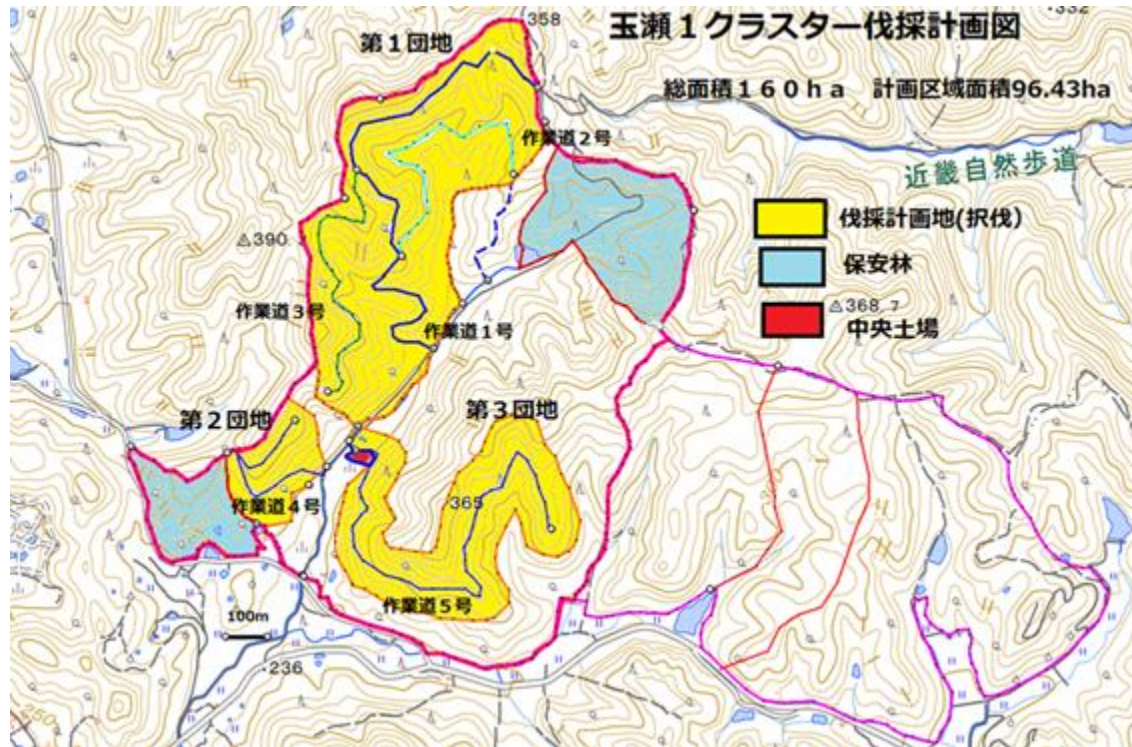 358
・332
玉瀬1クラスター伐採計画図
第1団地
総面積160ha 計画区域面積96.43ha
作業道2号
近畿自然歩道
伐採計画地(択伐)
△390
保安林
作業道3号
作業道1号
△368.7
中央土場
第2団地
第3団地
作業道4号
365
作業道5号
100m
・236
250